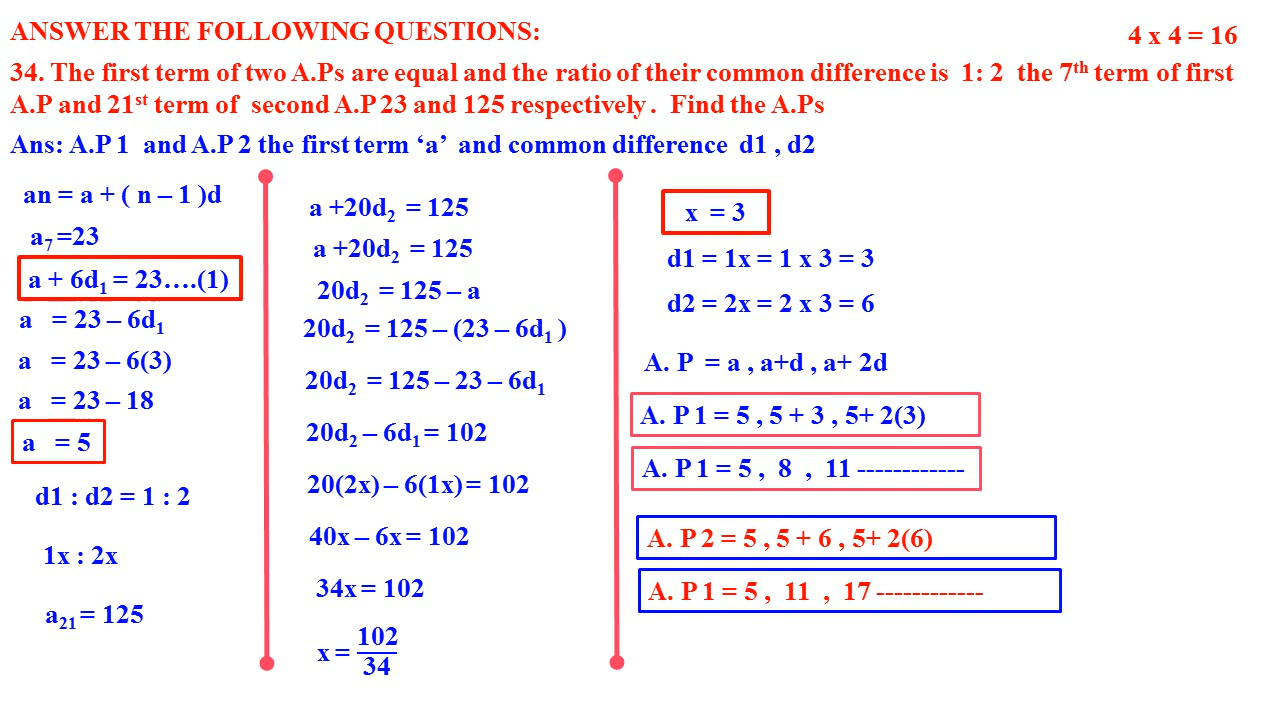 ANSWER THE FOLLOWING QUESTIONS:
4 x 4 = 16
34. The first term of two A.Ps are equal and the ratio of their common difference is 1: 2 the 7th term of first
A.P and 21st term of second A.P 23 and 125 respectively . Find the A.Ps
Ans: A.P 1 and A.P 2 the first term ‘a’ and common difference d1 , d2
an = a + ( n – 1 )d
a₇ =23
a + 6d₁ = 23….(1)
a = 23 – 6d₁
a = 23 – 6(3)
a = 23 – 18
a = 5
d1 : d2 = 1 : 2
1x : 2x
a₂₁ = 125
a +20d₂ = 125
a +20d₂ = 125
20d₂ = 125 – a
20d₂ = 125 – (23 – 6d₁ )
20d₂ = 125 – 23 – 6d₁
20d₂ – 6d₁ = 102
20(2x) – 6(1x) = 102
40x – 6x = 102
34x = 102
x = 102/34
x = 3
d1 = 1x = 1 x 3 = 3
d2 = 2x = 2 x 3 = 6
A. P = a , a+d , a+ 2d
A. P 1 = 5 , 5 + 3 , 5+ 2(3)
A. P 1 = 5 , 8 , 11 ------------
A. P 2 = 5 , 5 + 6 , 5+ 2(6)
A. P 1 = 5 , 11 , 17 ------------